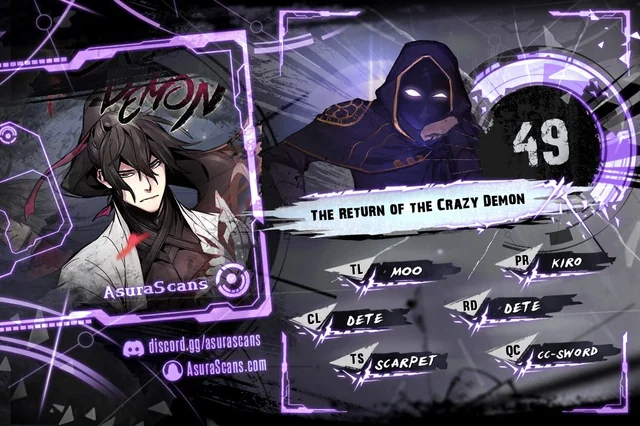 DEMON
49
THE RETURN OF THE CRAZY DEMON
AsuraScans
TL MOO
PR KIRO
CL DETE
RD DETE
TS SCARPET
QC CC-SWORD
discord.gg/asurascans
AsuraScans.com